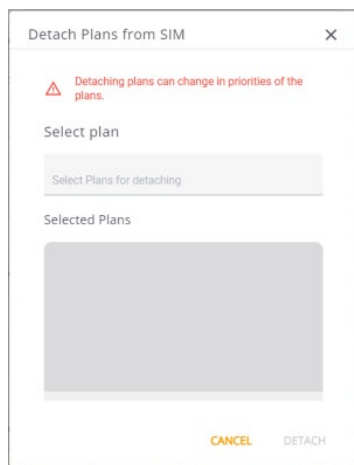 Detach Plans from SIM
Detaching plans can change in priorities of the
plans.
Select plan
Select Plans for detaching
Selected Plans
CANCEL DETACH